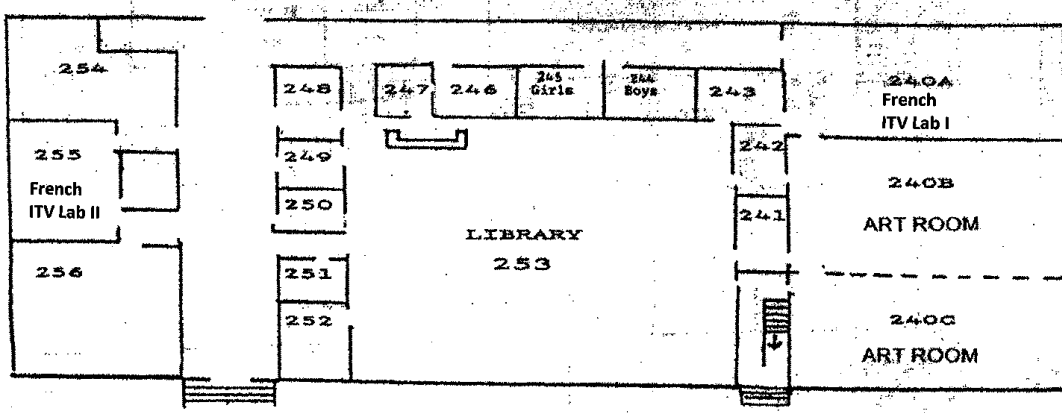 254
248
247
246
245
Girls
244
Boys
243
240A
French
ITV Lab I
255
French
ITV Lab II
249
242
250
240B
241
ART ROOM
LIBRARY
253
256
251
252
240C
ART ROOM